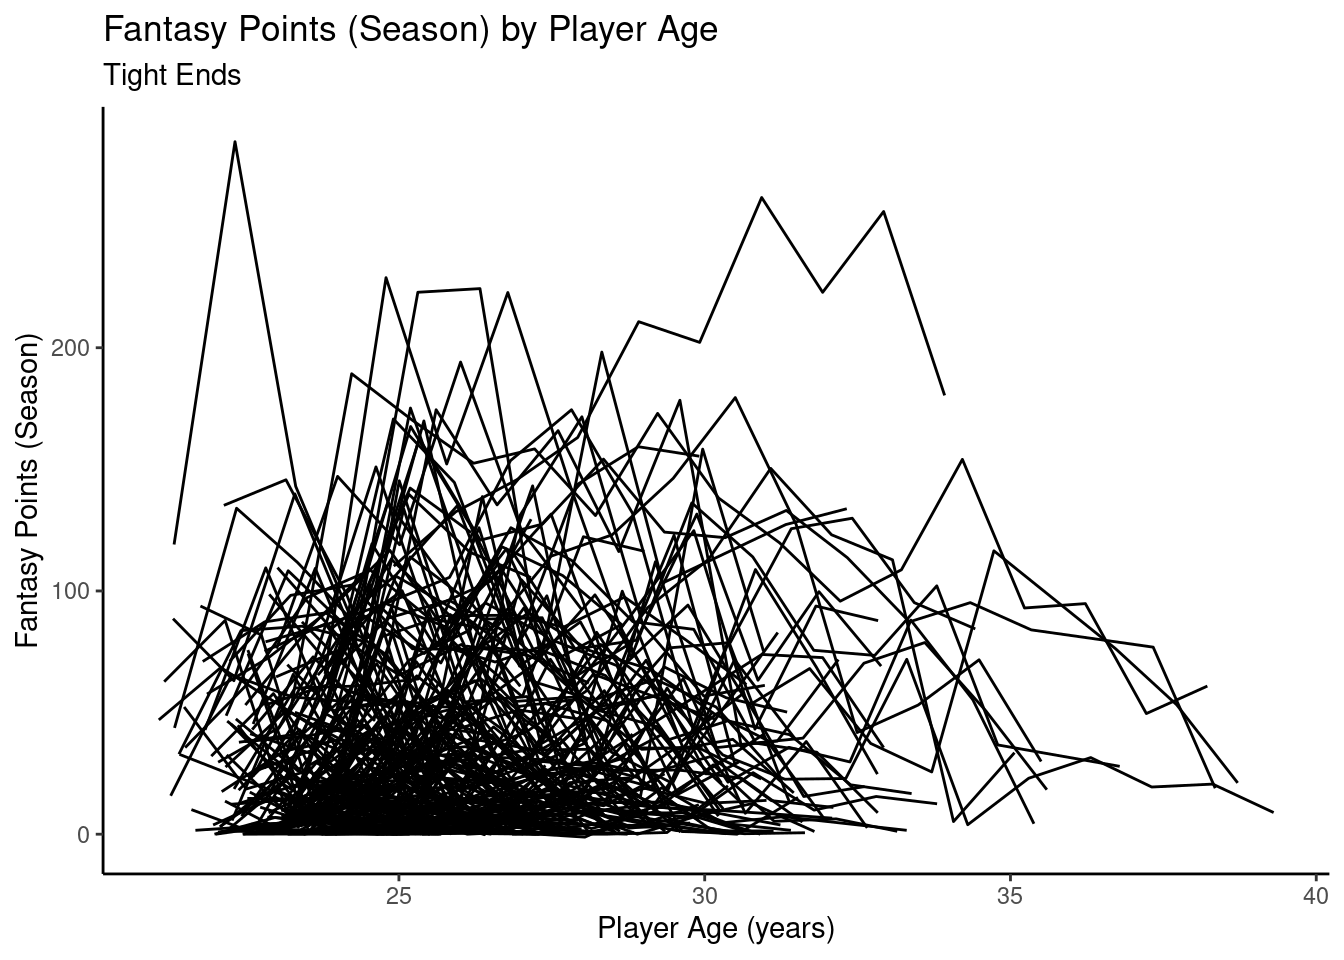 Fantasy Points (Season) by Player Age
Tight Ends
Fantasy Points (Season)
200
100
0
25
30
35
40
Player Age (years)